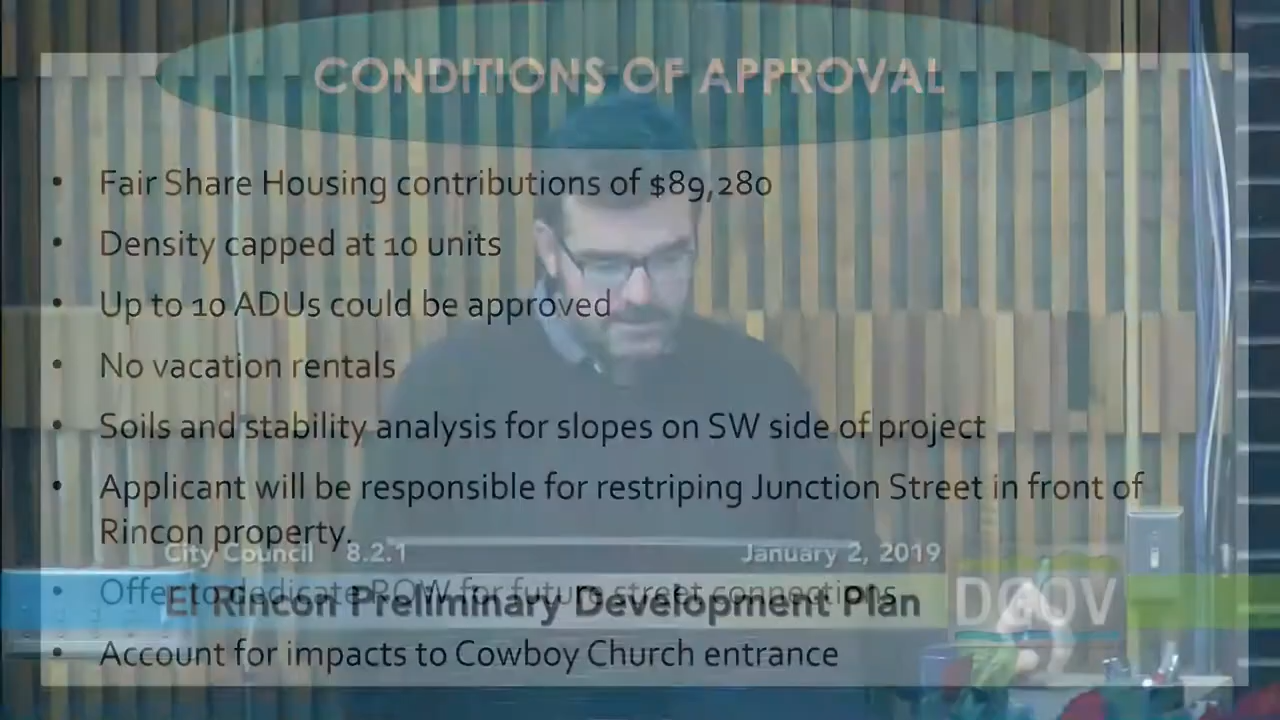 CONDITIONS OF APPROVAL
• Fair Share Housing contributions of $89,280
• Density capped at 10 units
• Up to 10 ADUs could be approved
• No vacation rentals
• Soils and stability analysis for slopes on SW side of project
• Applicant will be responsible for restriping Junction Street in front of
Rincon property.
City Council 8.2.1 January 2, 2019
• Offer to dedicate ROW for future street connections
El Rincon Preliminary Development Plan
DGOV
• Account for impacts to Cowboy Church entrance